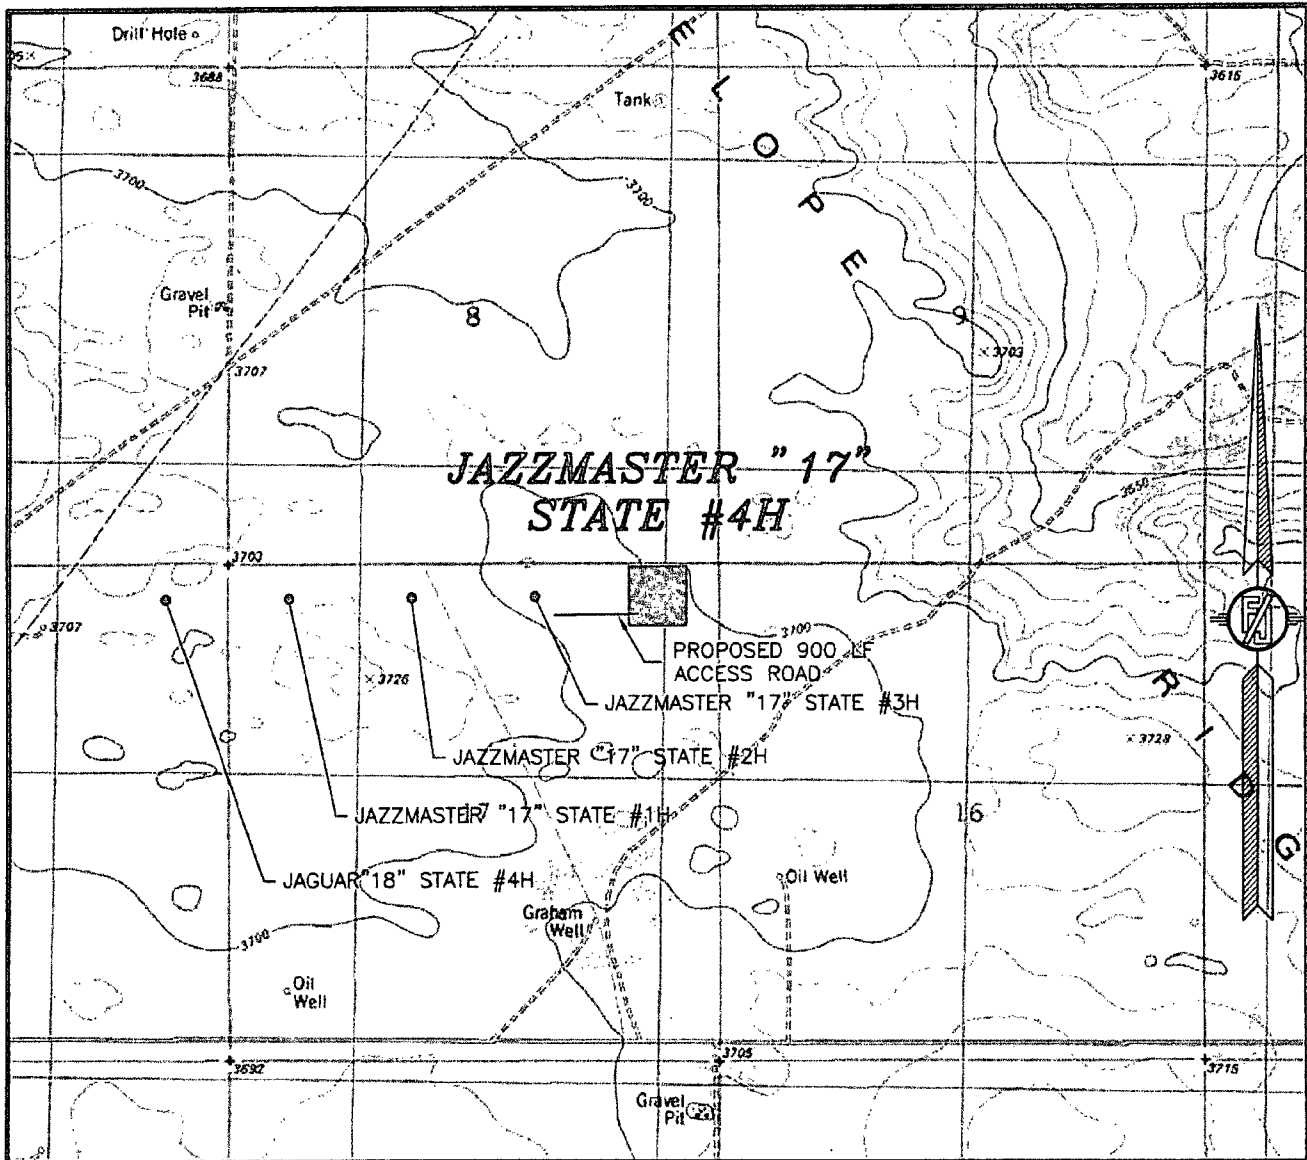 Drill Hole
3688
3615
Tank
E
L
O
P
E
3700
3700
Gravel
Pit
8
9
3703
3707
JAZZMASTER "17"
STATE #4H
3650
3703
3707
3700
PROPOSED 900 LF
ACCESS ROAD
3726
JAZZMASTER "17" STATE #3H
R
I
D
G
3728
JAZZMASTER "17" STATE #2H
JAZZMASTER "17" STATE #1H
17
16
JAGUAR "18" STATE #4H
Oil Well
Graham
Well
3700
Oil
Well
3692
3705
3715
Gravel
Pit